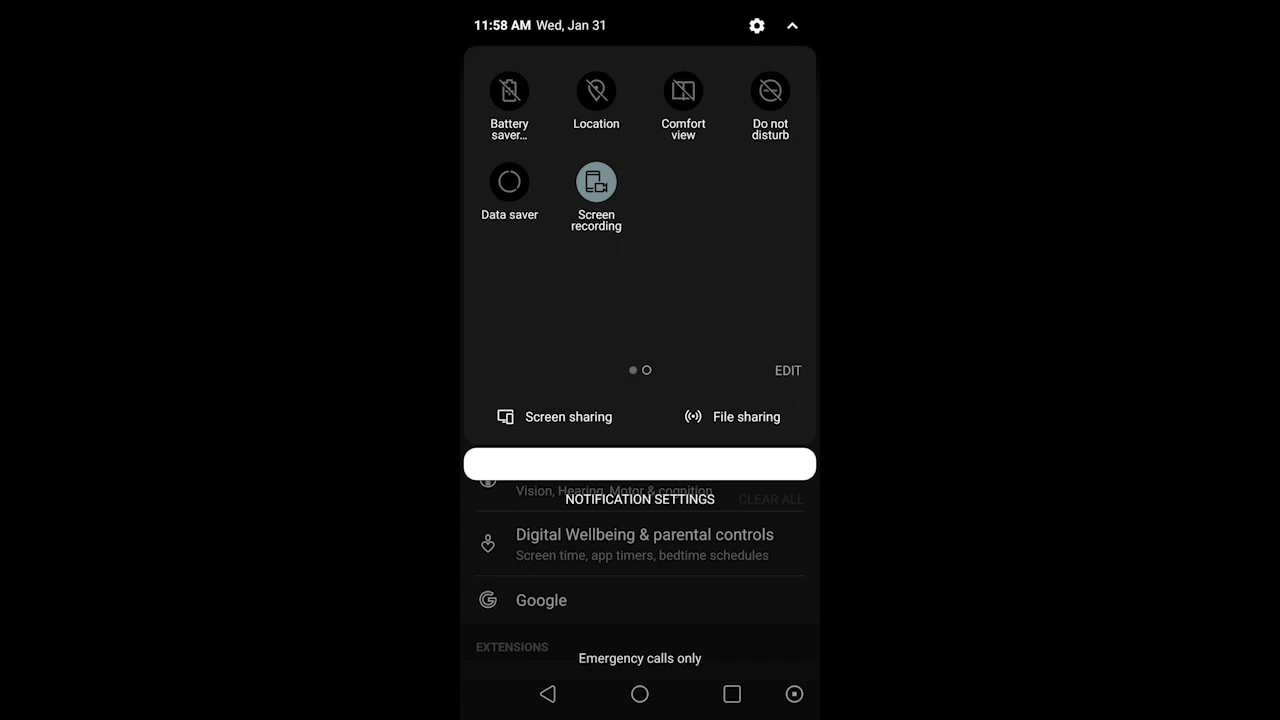 11:58 AM Wed, Jan 31
Battery
saver...
Location
Comfort
view
Do not
disturb
Data saver
Screen
recording
EDIT
Screen sharing
File sharing
Vision, Hearing, Motor & cognition
NOTIFICATION SETTINGS
CLEAR ALL
Digital Wellbeing & parental controls
Screen time, app timers, bedtime schedules
Google
EXTENSIONS
Emergency calls only